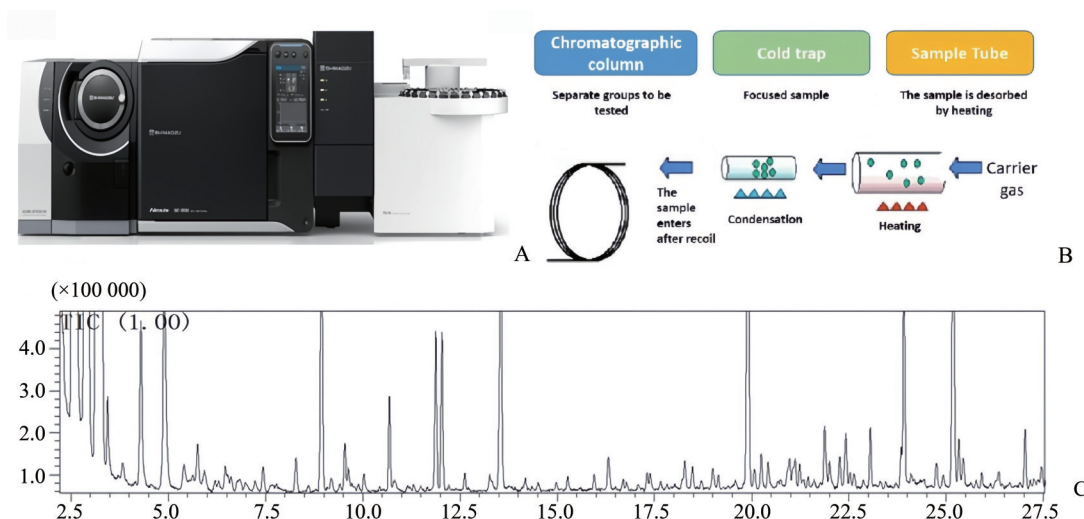 SHIMADZU
SHIMADZU
SHIMADZU
Chromatographic
column
Cold trap
Sample Tube
Separate groups to be
tested
Focused sample
The sample is desorbed
by heating
The
sample
enters
after recoil
Condensation
Heating
Carrier
gas
A
B
(×100 000)
TIC (1.00)
4.0
3.0
2.0
1.0
2.5 5.0 7.5 10.0 12.5 15.0 17.5 20.0 22.5 25.0 27.5
C